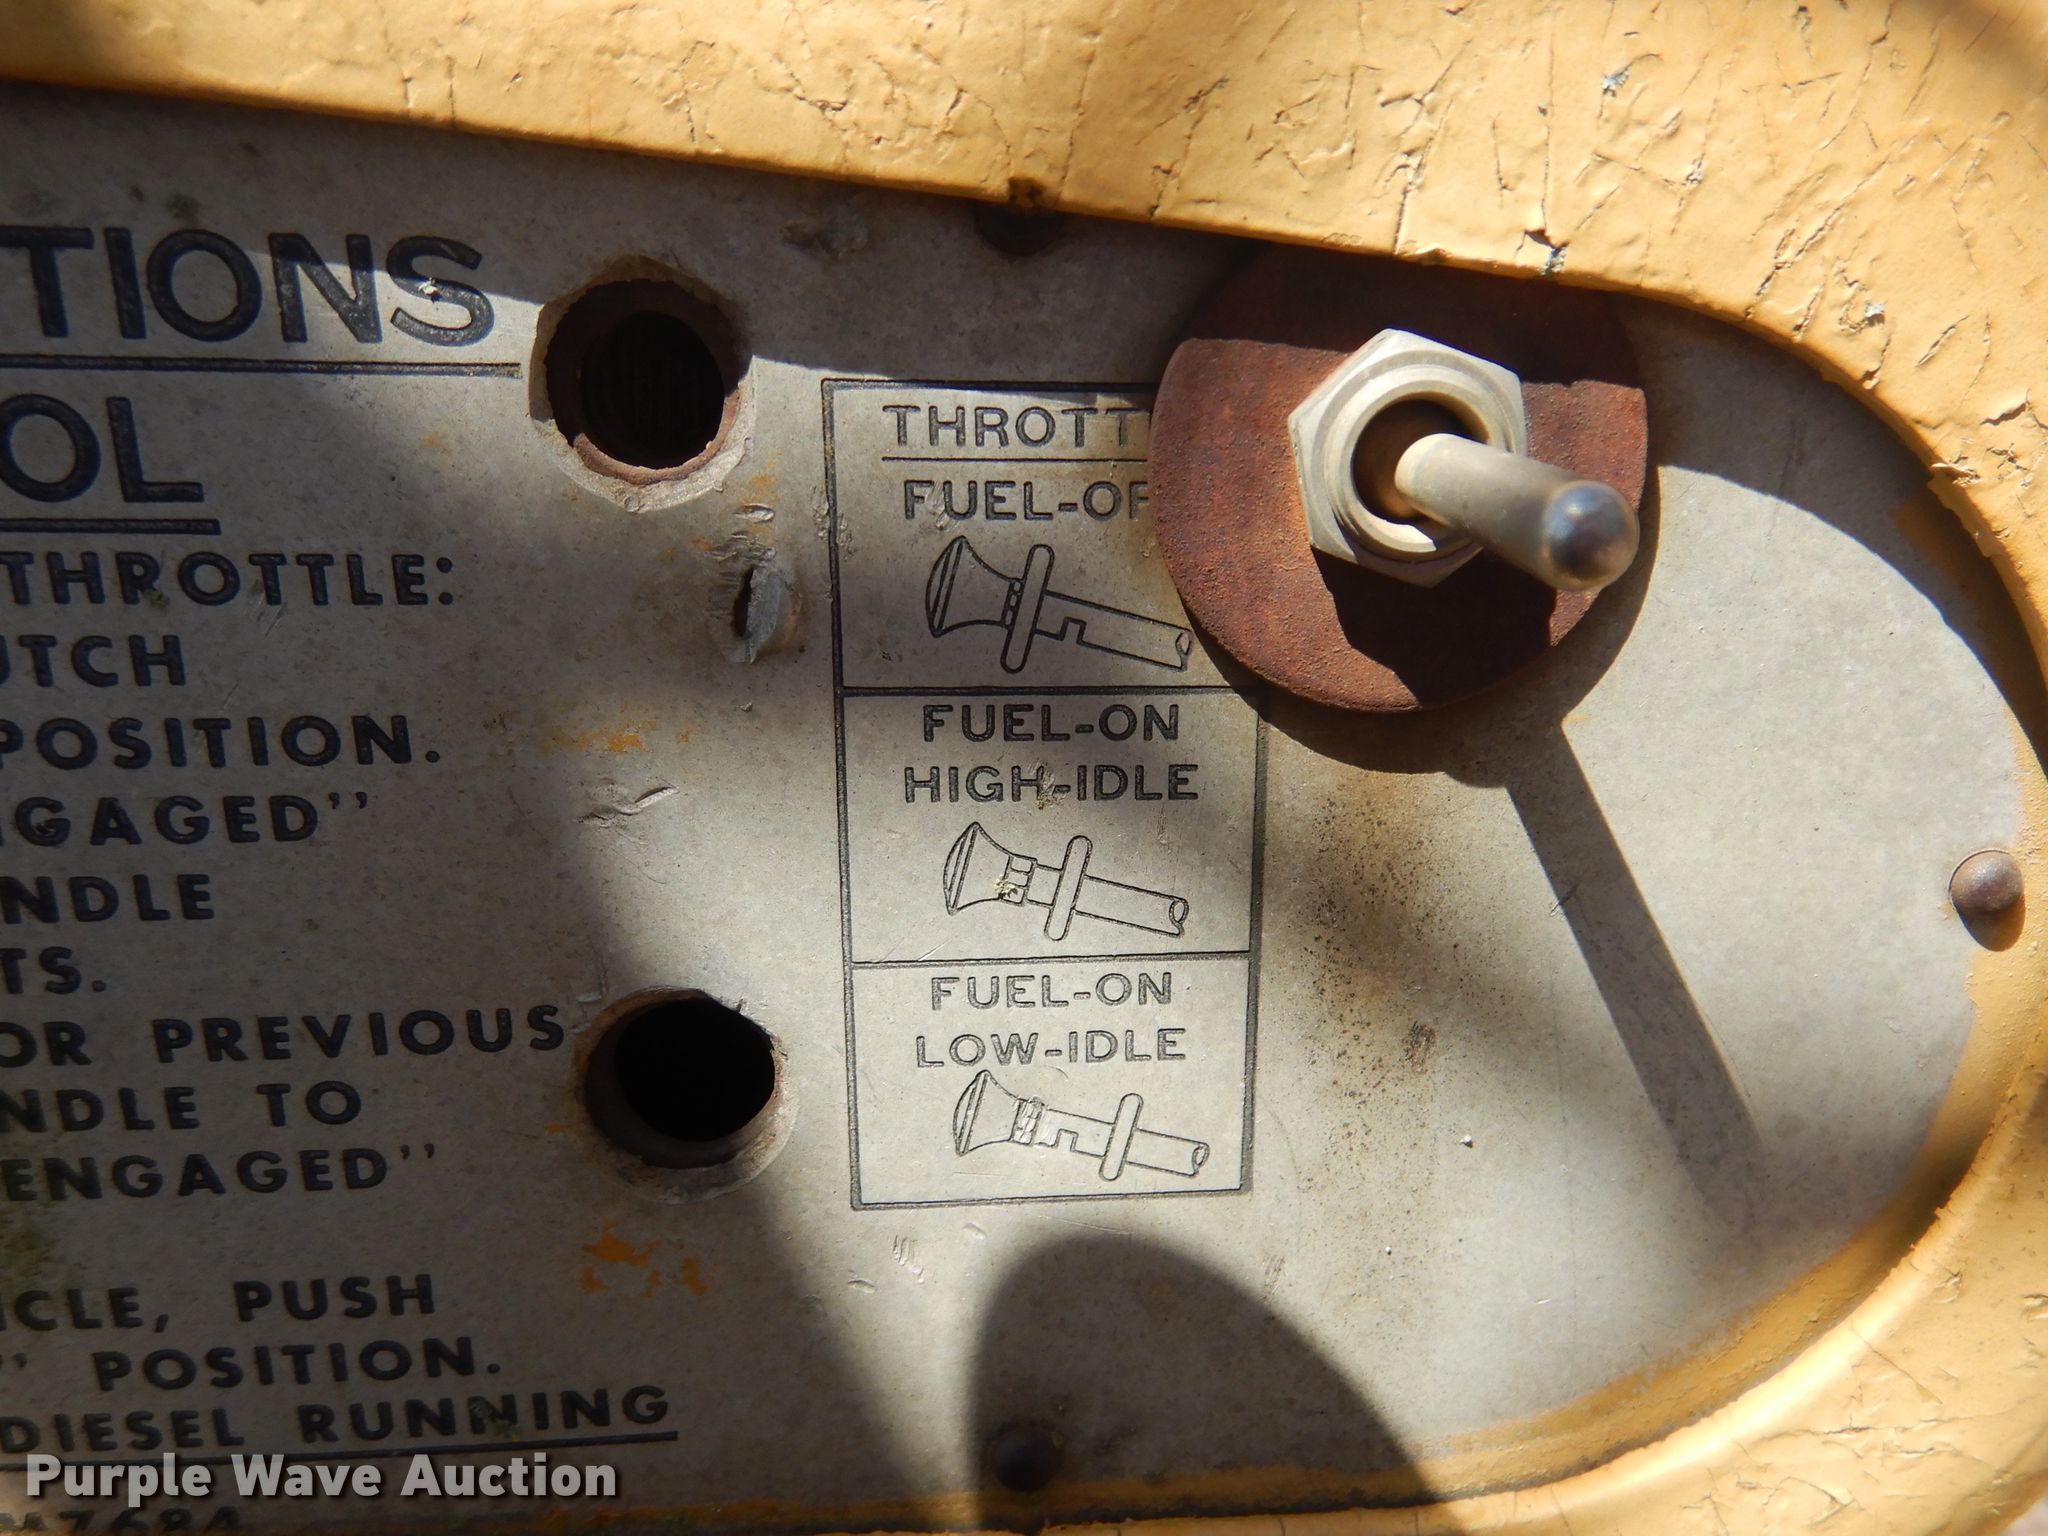 TIONS
OL
THROTTLE:
UTCH
POSITION.
NGAGED"
NDLE
TS.
OR PREVIOUS
NDLE TO
ENGAGED"
ICLE, PUSH
" POSITION.
DIESEL RUNNING
THROTT
FUEL-OF
FUEL-ON
HIGH-IDLE
FUEL-ON
LOW-IDLE
Purple Wave Auction